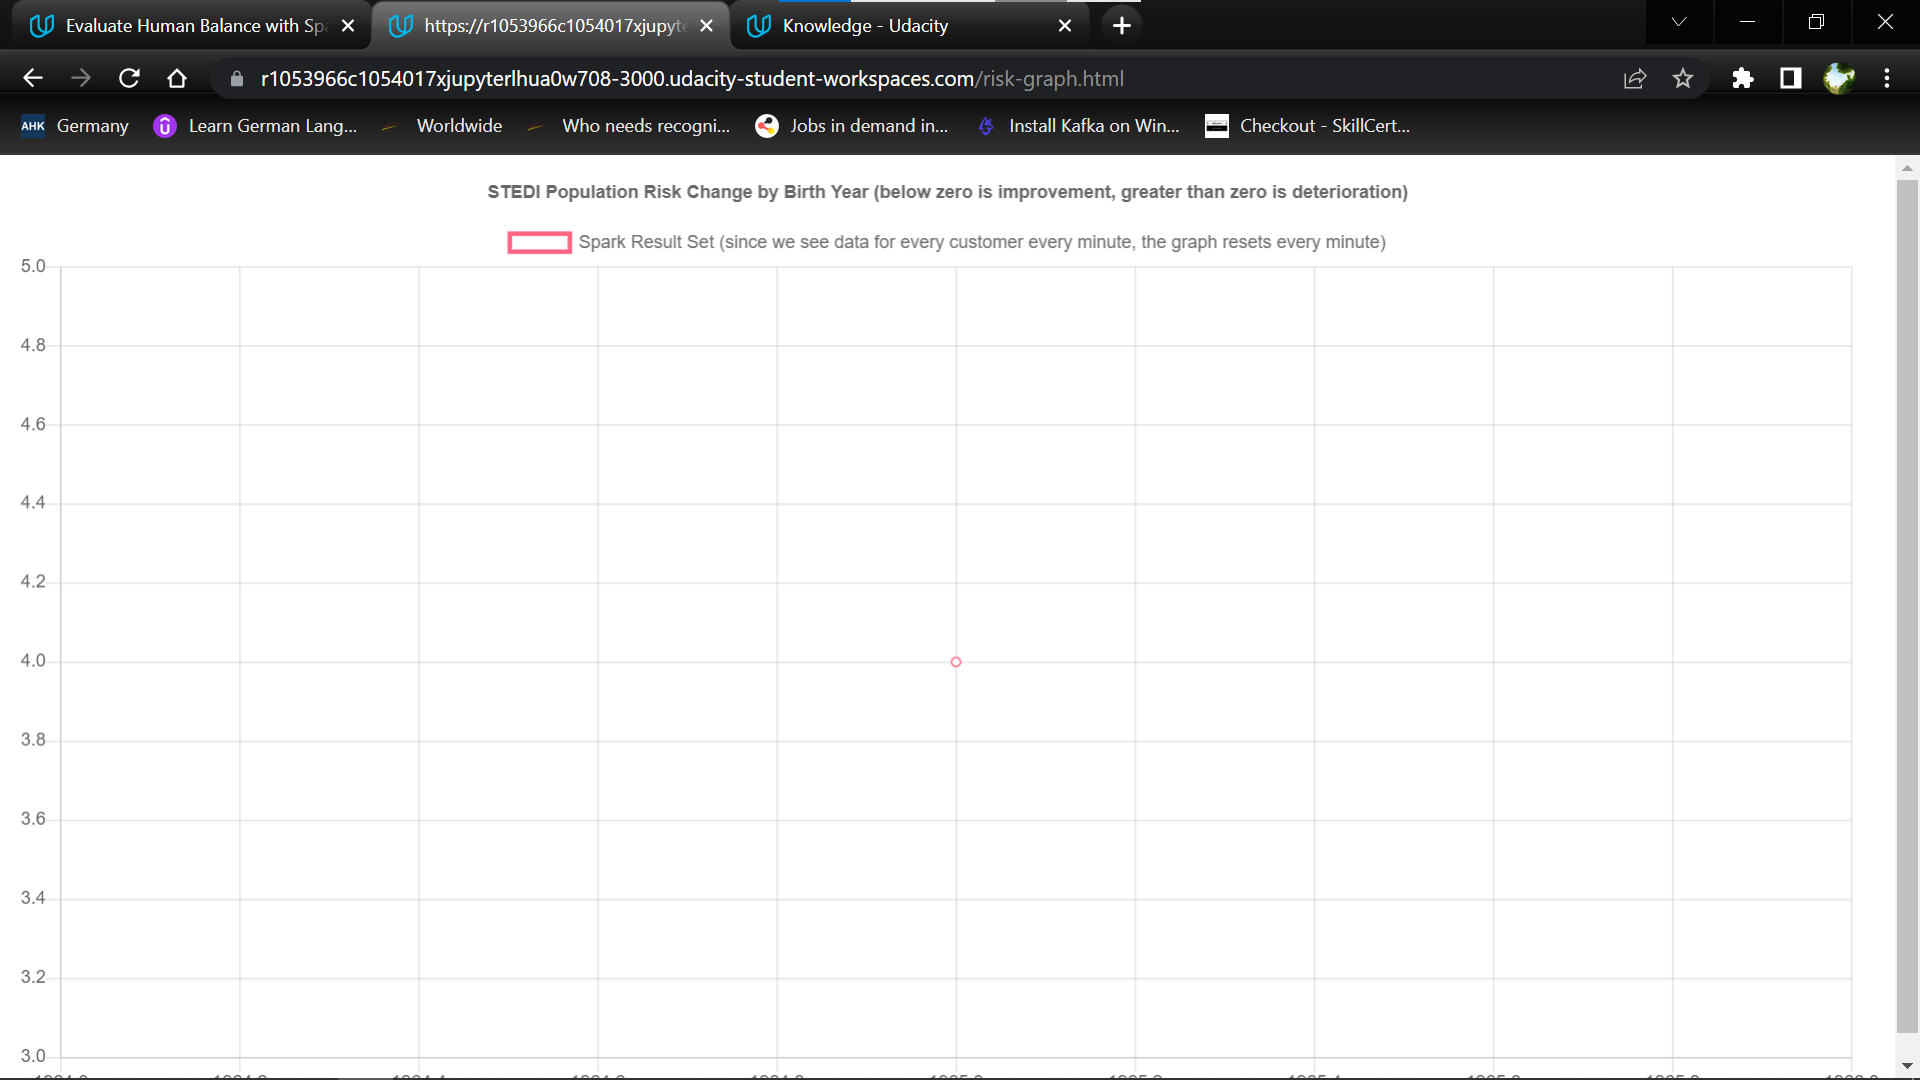 Evaluate Human Balance with Spa
https://r1053966c1054017xjupyte
Knowledge - Udacity
r1053966c1054017xjupyterlhua0w708-3000.udacity-student-workspaces.com/risk-graph.html
AHK Germany
Learn German Lang...
Worldwide
Who needs recogni...
Jobs in demand in...
Install Kafka on Win...
Checkout - SkillCert...
STEDI Population Risk Change by Birth Year (below zero is improvement, greater than zero is deterioration)
Spark Result Set (since we see data for every customer every minute, the graph resets every minute)
5.0
4.8
4.6
4.4
4.2
4.0
3.8
3.6
3.4
3.2
3.0